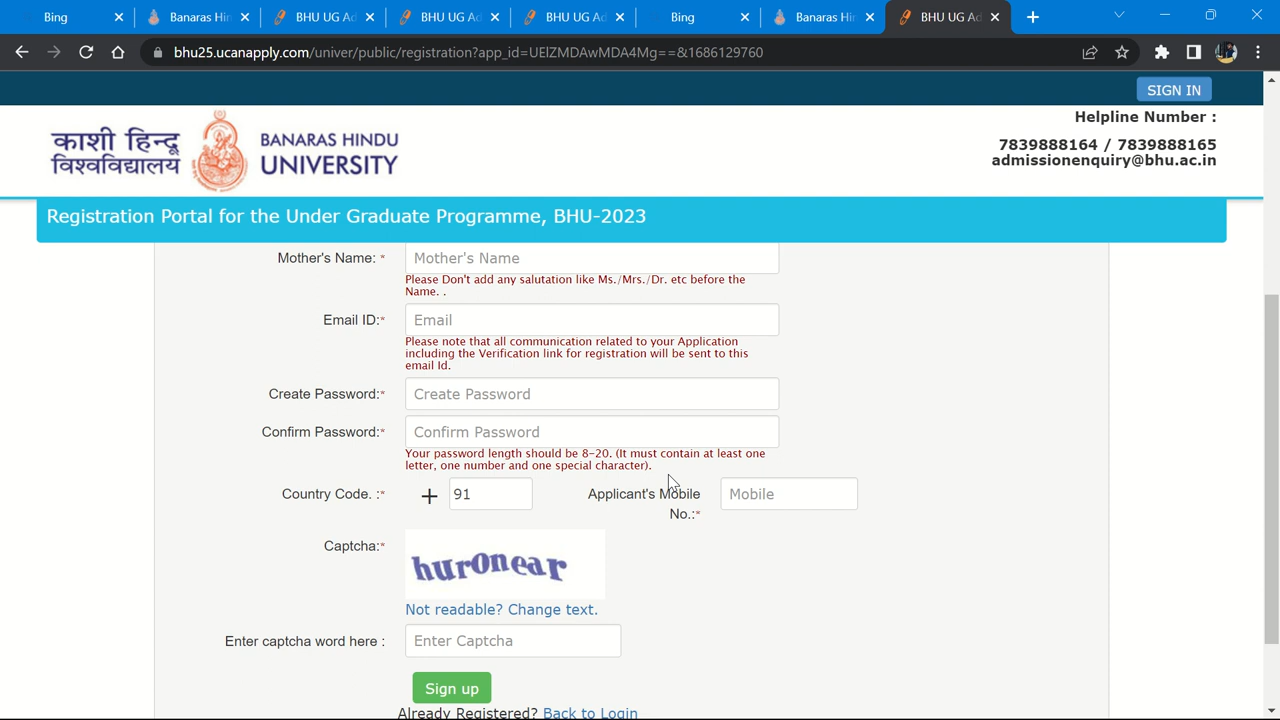 Bing
Banaras Hin
BHU UG Ad
BHU UG Ad
BHU UG Ad
Bing
Banaras Hin
BHU UG Ad
bhu25.ucanapply.com/univer/public/registration?app_id=UElZMDAwMDA4Mg==&1686129760
SIGN IN
काशी हिन्दू
विश्वविद्यालय
BANARAS HINDU
UNIVERSITY
Helpline Number :
7839888164 / 7839888165
admissionenquiry@bhu.ac.in
Registration Portal for the Under Graduate Programme, BHU-2023
Mother's Name: *
Mother's Name
Please Don't add any salutation like Ms./Mrs./Dr. etc before the
Name. .
Email ID:*
Email
Please note that all communication related to your Application
including the Verification link for registration will be sent to this
email Id.
Create Password:*
Create Password
Confirm Password:*
Confirm Password
Your password length should be 8-20. (It must contain at least one
letter, one number and one special character).
Country Code. :*
+ 91
Applicant's Mobile
No.:*
Mobile
Captcha:*
huronear
Not readable? Change text.
Enter captcha word here :
Enter Captcha
Sign up
Already Registered? Back to Login